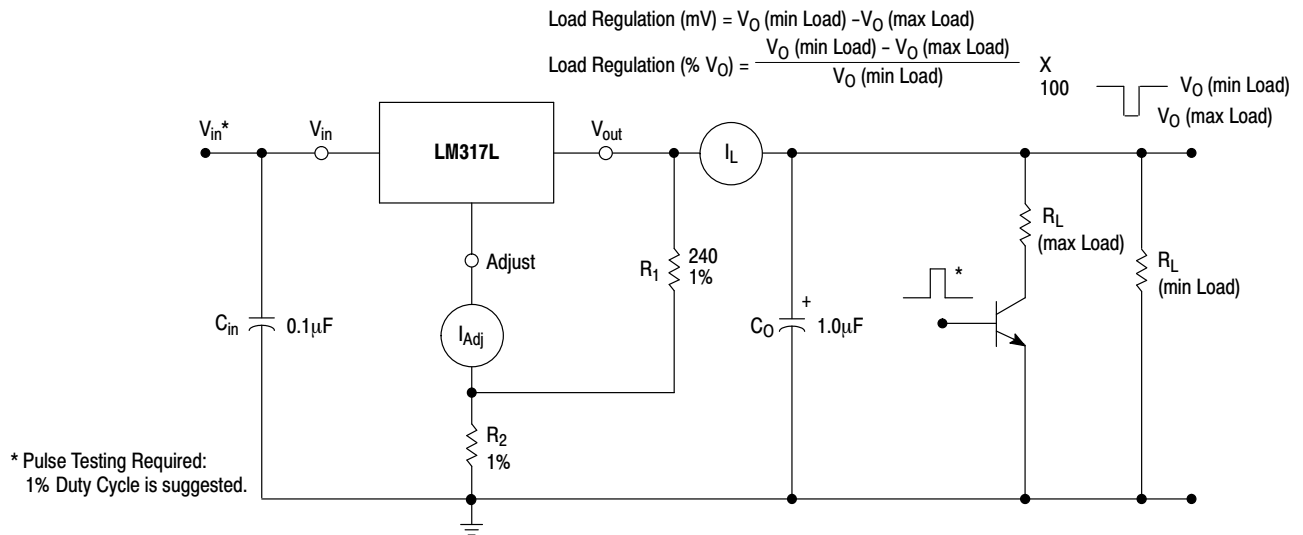 Load Regulation (mV) = VO (min Load) –VO (max Load)
VO (min Load) – VO (max Load)
Load Regulation (% VO) =
VO (min Load)
X
100
VO (min Load)
VO (max Load)
Vin*
Vin
LM317L
Vout
IL
RL
(max Load)
RL
(min Load)
Adjust
R1
240
1%
*
+
Cin
0.1μF
IAdj
CO
1.0μF
R2
1%
* Pulse Testing Required:
1% Duty Cycle is suggested.